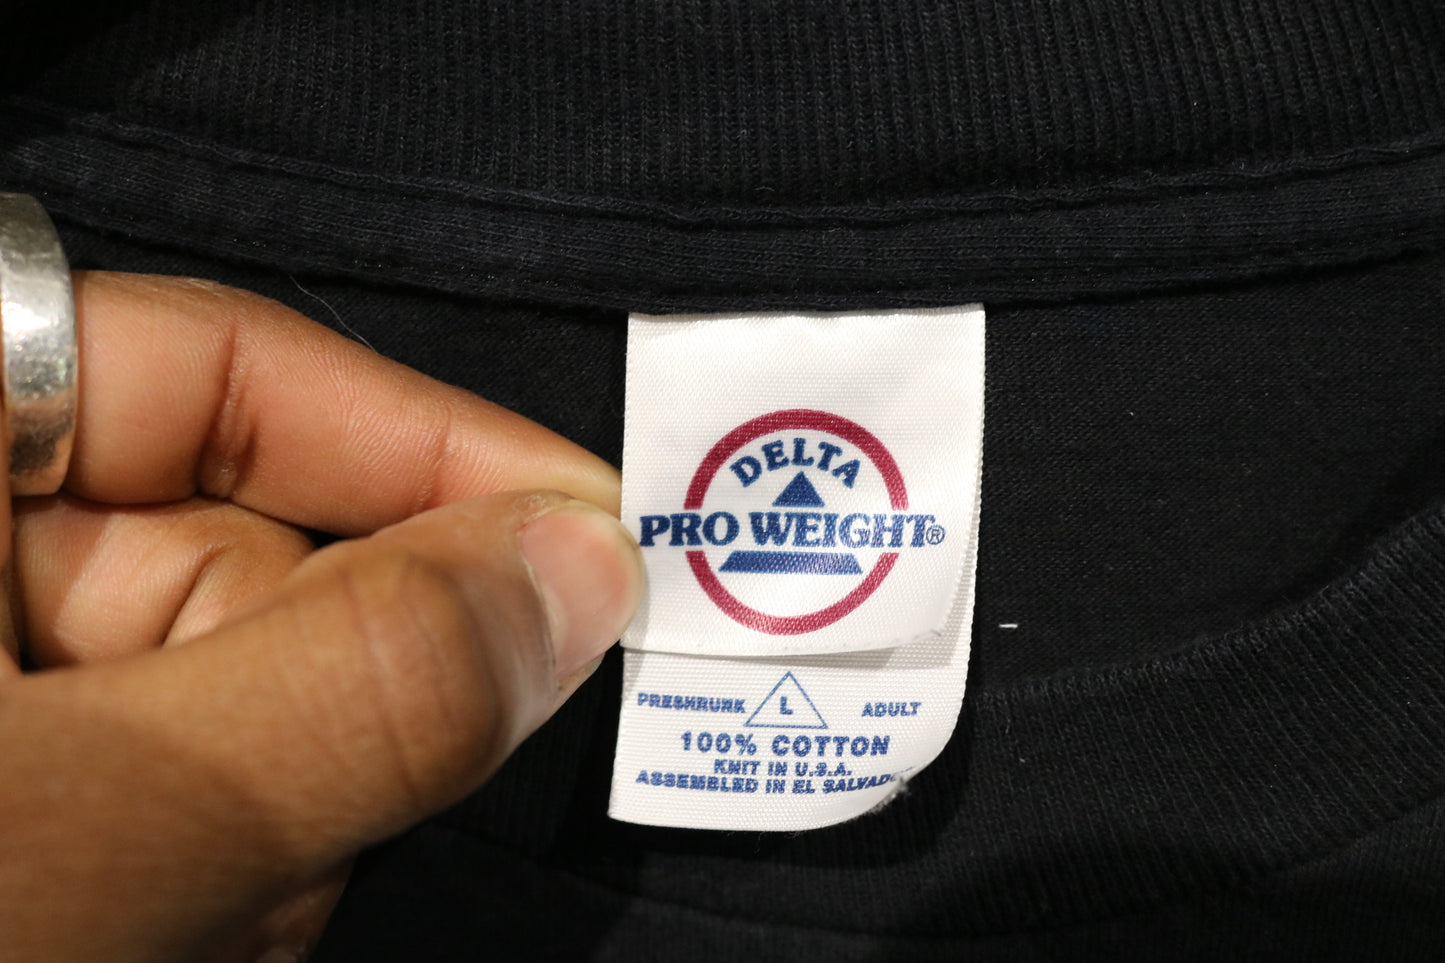 DELTA
PRO WEIGHT®
PRESHRUNK L ADULT
100% COTTON
KNIT IN U.S.A.
ASSEMBLED IN EL SALVADO